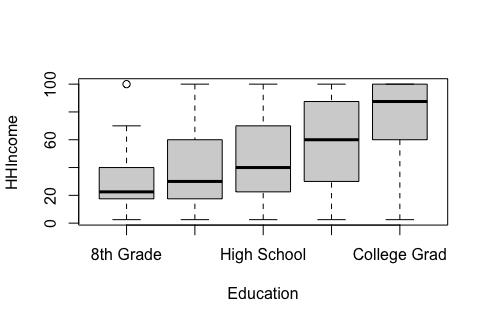 HHIncome
100
60
20
0
8th Grade
High School
College Grad
Education